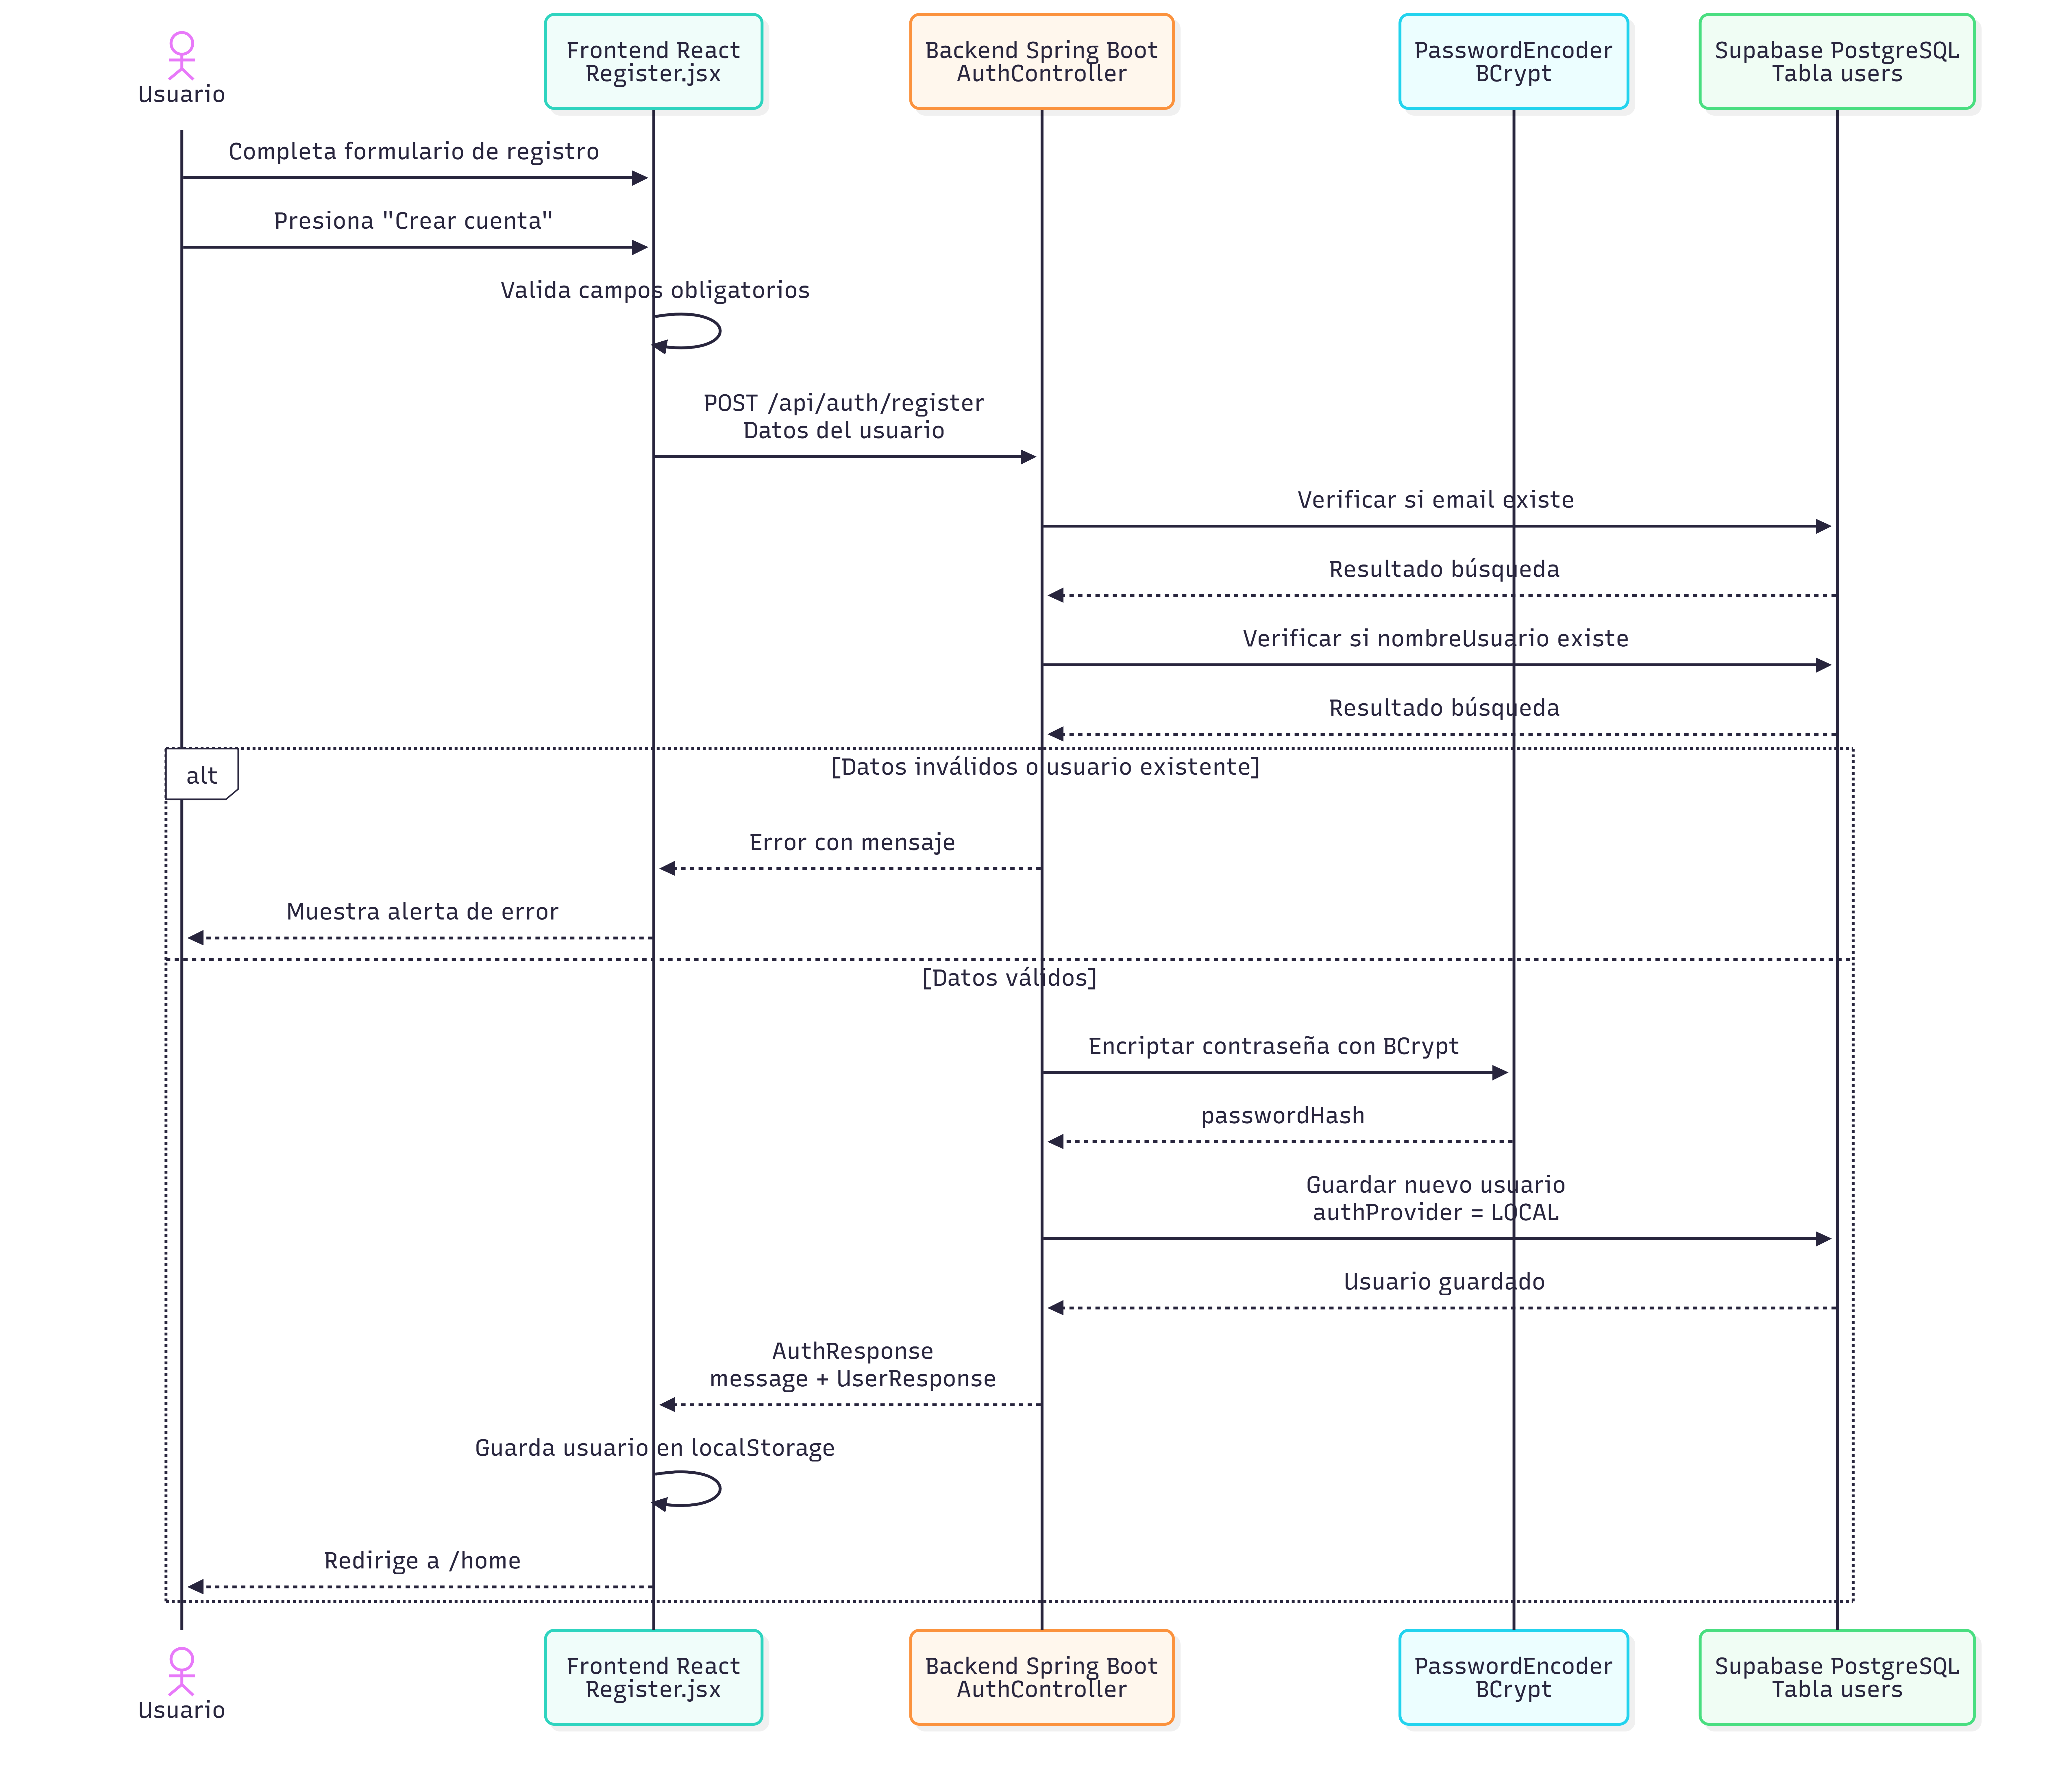 Usuario
Frontend React
Register.jsx
Backend Spring Boot
AuthController
PasswordEncoder
BCrypt
Supabase PostgreSQL
Tabla users
Completa formulario de registro
Presiona "Crear cuenta"
Valida campos obligatorios
POST /api/auth/register
Datos del usuario
Verificar si email existe
Resultado búsqueda
Verificar si nombreUsuario existe
Resultado búsqueda
alt
[Datos inválidos o usuario existente]
Error con mensaje
Muestra alerta de error
[Datos válidos]
Encriptar contraseña con BCrypt
passwordHash
Guardar nuevo usuario
authProvider = LOCAL
Usuario guardado
AuthResponse
message + UserResponse
Guarda usuario en localStorage
Redirige a /home
Usuario
Frontend React
Register.jsx
Backend Spring Boot
AuthController
PasswordEncoder
BCrypt
Supabase PostgreSQL
Tabla users